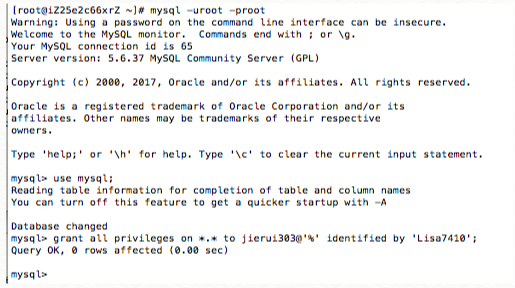 [root@iZ25e2c66xrZ ~]# mysql -uroot -proot
Warning: Using a password on the command line interface can be insecure.
Welcome to the MySQL monitor.  Commands end with ; or \g.
Your MySQL connection id is 65
Server version: 5.6.37 MySQL Community Server (GPL)

Copyright (c) 2000, 2017, Oracle and/or its affiliates. All rights reserved.

Oracle is a registered trademark of Oracle Corporation and/or its
affiliates. Other names may be trademarks of their respective
owners.

Type 'help;' or '\h' for help. Type '\c' to clear the current input statement.

mysql> use mysql;
Reading table information for completion of table and column names
You can turn off this feature to get a quicker startup with -A

Database changed
mysql> grant all privileges on *.* to jierui303@'%' identified by 'Lisa7410';
Query OK, 0 rows affected (0.00 sec)

mysql>